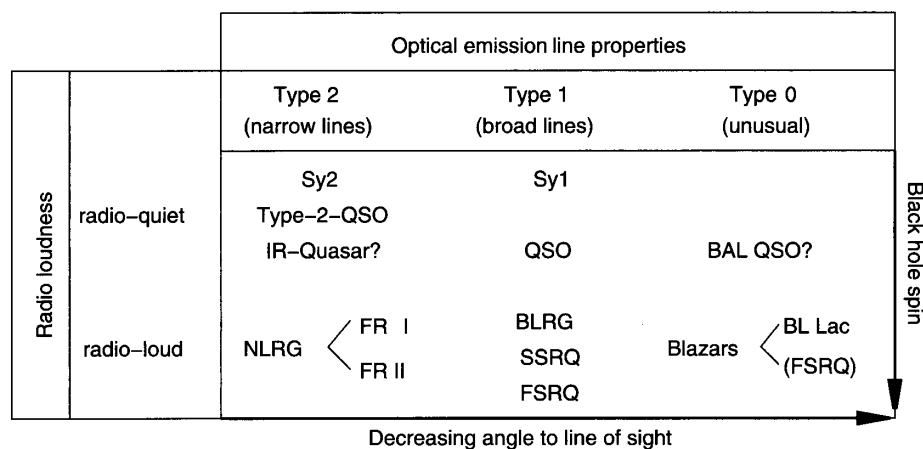 Optical emission line properties
Type 2 Type 1 Type 0
(narrow lines) (broad lines) (unusual)
Radio loudness
radio–quiet
Sy2 Sy1
Type–2–QSO
IR–Quasar? QSO BAL QSO?
radio–loud
NLRG
FR I
FR II
BLRG
SSRQ
FSRQ
Blazars
BL Lac
(FSRQ)
Black hole spin
Decreasing angle to line of sight